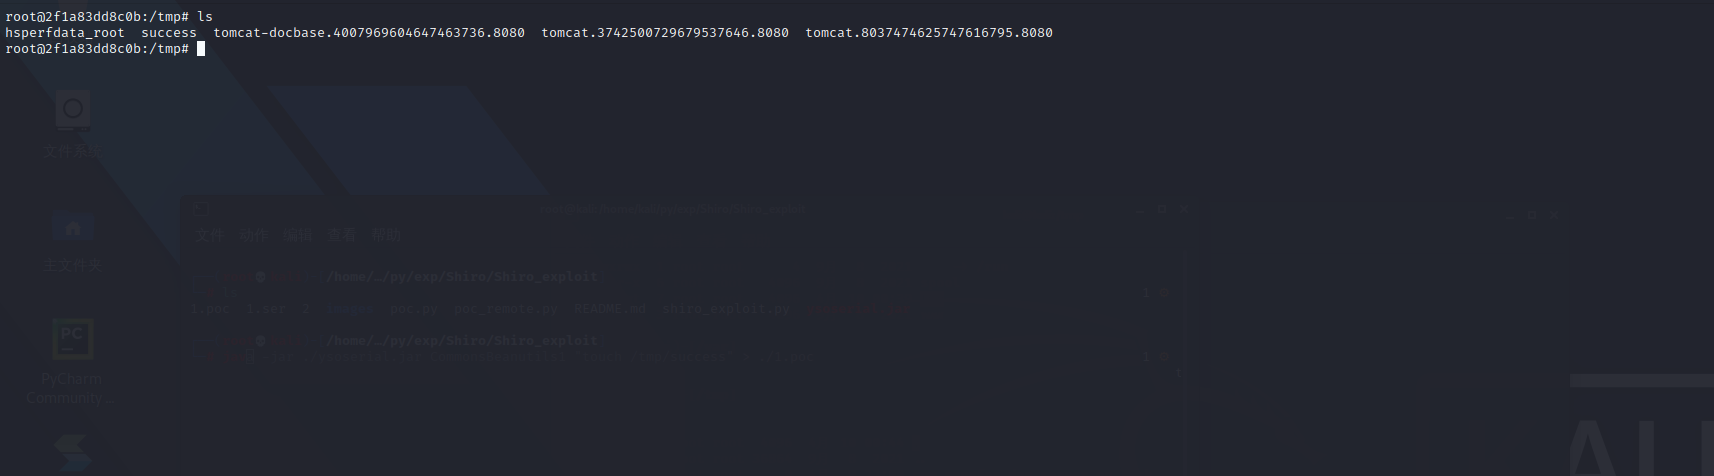 root@2f1a83dd8c0b:/tmp# ls
hsperfdata_root  success  tomcat-docbase.4007969604647463736.8080  tomcat.3742500729679537646.8080  tomcat.8037474625747616795.8080
root@2f1a83dd8c0b:/tmp#
文件系统
文件 动作 编辑 查看 帮助
主文件夹
/home/…/py/exp/Shiro/Shiro_exploit
1.poc  1.ser  2  images  poc.py  poc_remote.py  README.md  shiro_exploit.py
/home/…/py/exp/Shiro/Shiro_exploit
PC
PyCharm
Community…